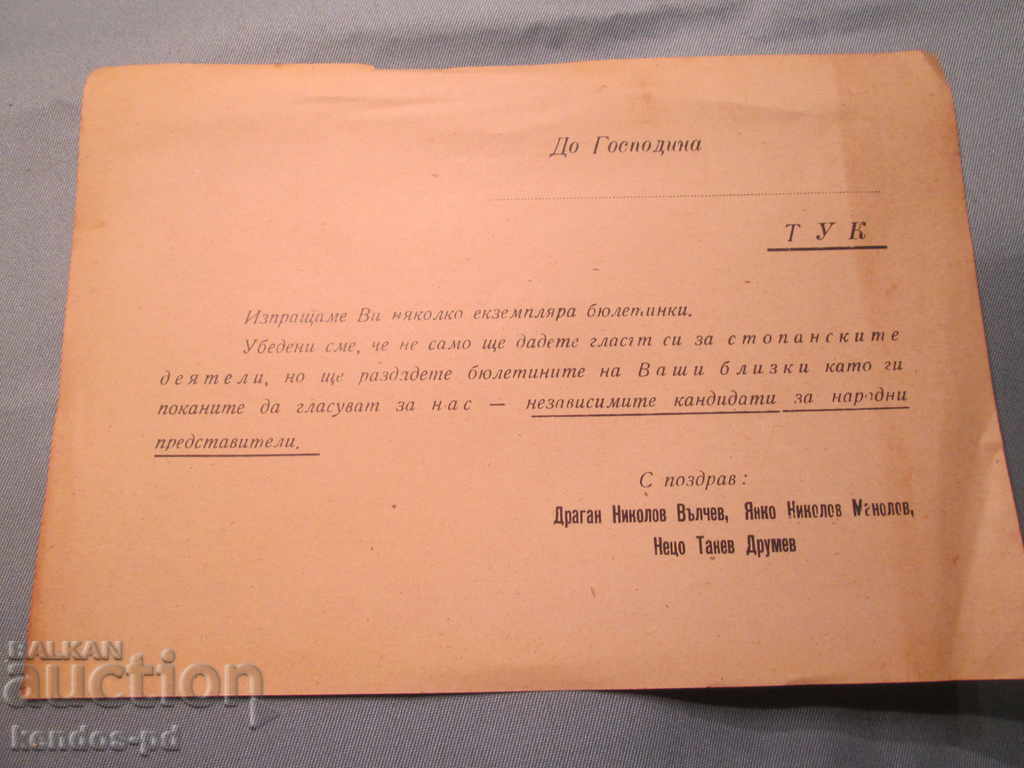 До Господина
ТУК
Изпращаме Ви няколко екземпляра бюлетинки.
Убедени сме, че не само ще дадете гласът си за стопанските
деятели, но ще раздадете бюлетините на Ваши близки като ги
поканите да гласуват за нас — независимите кандидати за народни
представители.
С поздрав:
Драган Николов Вълчев, Янко Николов Манолов,
Нецо Танев Друмев
BALKAN
auction
kendos-pd